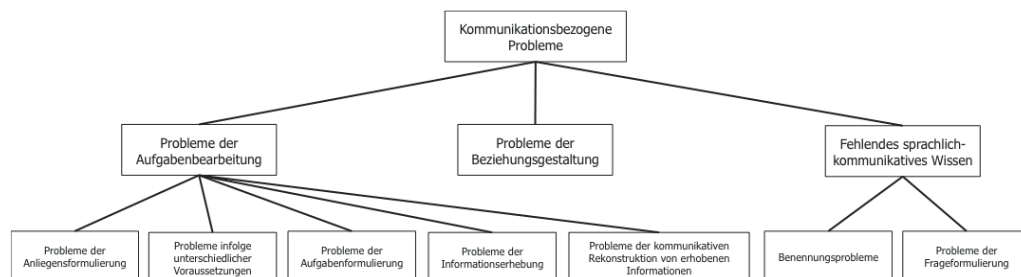 Kommunikationsbezogene
Probleme
Probleme der
Aufgabenbearbeitung
Probleme der
Beziehungsgestaltung
Fehlendes sprachlich-
kommunikatives Wissen
Probleme der
Anliegensformulierung
Probleme infolge
unterschiedlicher
Voraussetzungen
Probleme der
Aufgabenformulierung
Probleme der
Informationserhebung
Probleme der kommunikativen
Rekonstruktion von erhobenen
Informationen
Benennungsprobleme
Probleme der
Frageformulierung